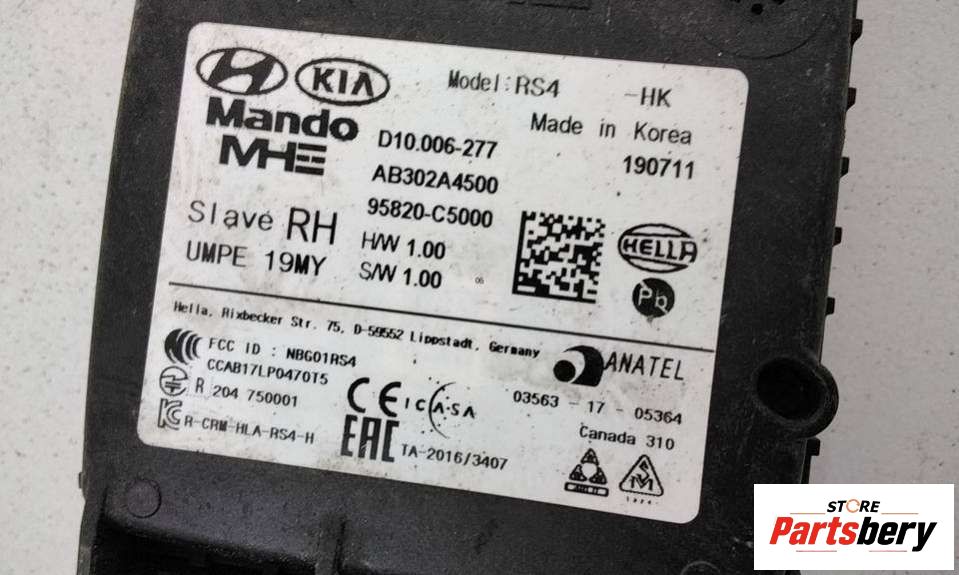 HYUNDAI KIA Model:RS4 -HK
Mando
MHE
Made in Korea
190711
D10.006-277
AB302A4500
95820-C5000
H/W 1.00
S/W 1.00
06
Slave RH
UMPE 19MY
HELLA
Pb
Hella, Rixbecker Str. 75, D-59552 Lippstadt, Germany
FCC ID : NBG01RS4
CCAB17LP0470T5
R 204 750001
R-CRM-HLA-RS4-H
CE ICASA
EAC TA-2016/3407
ANATEL
03563 - 17 - 05364
Canada 310
STORE
Partsbery